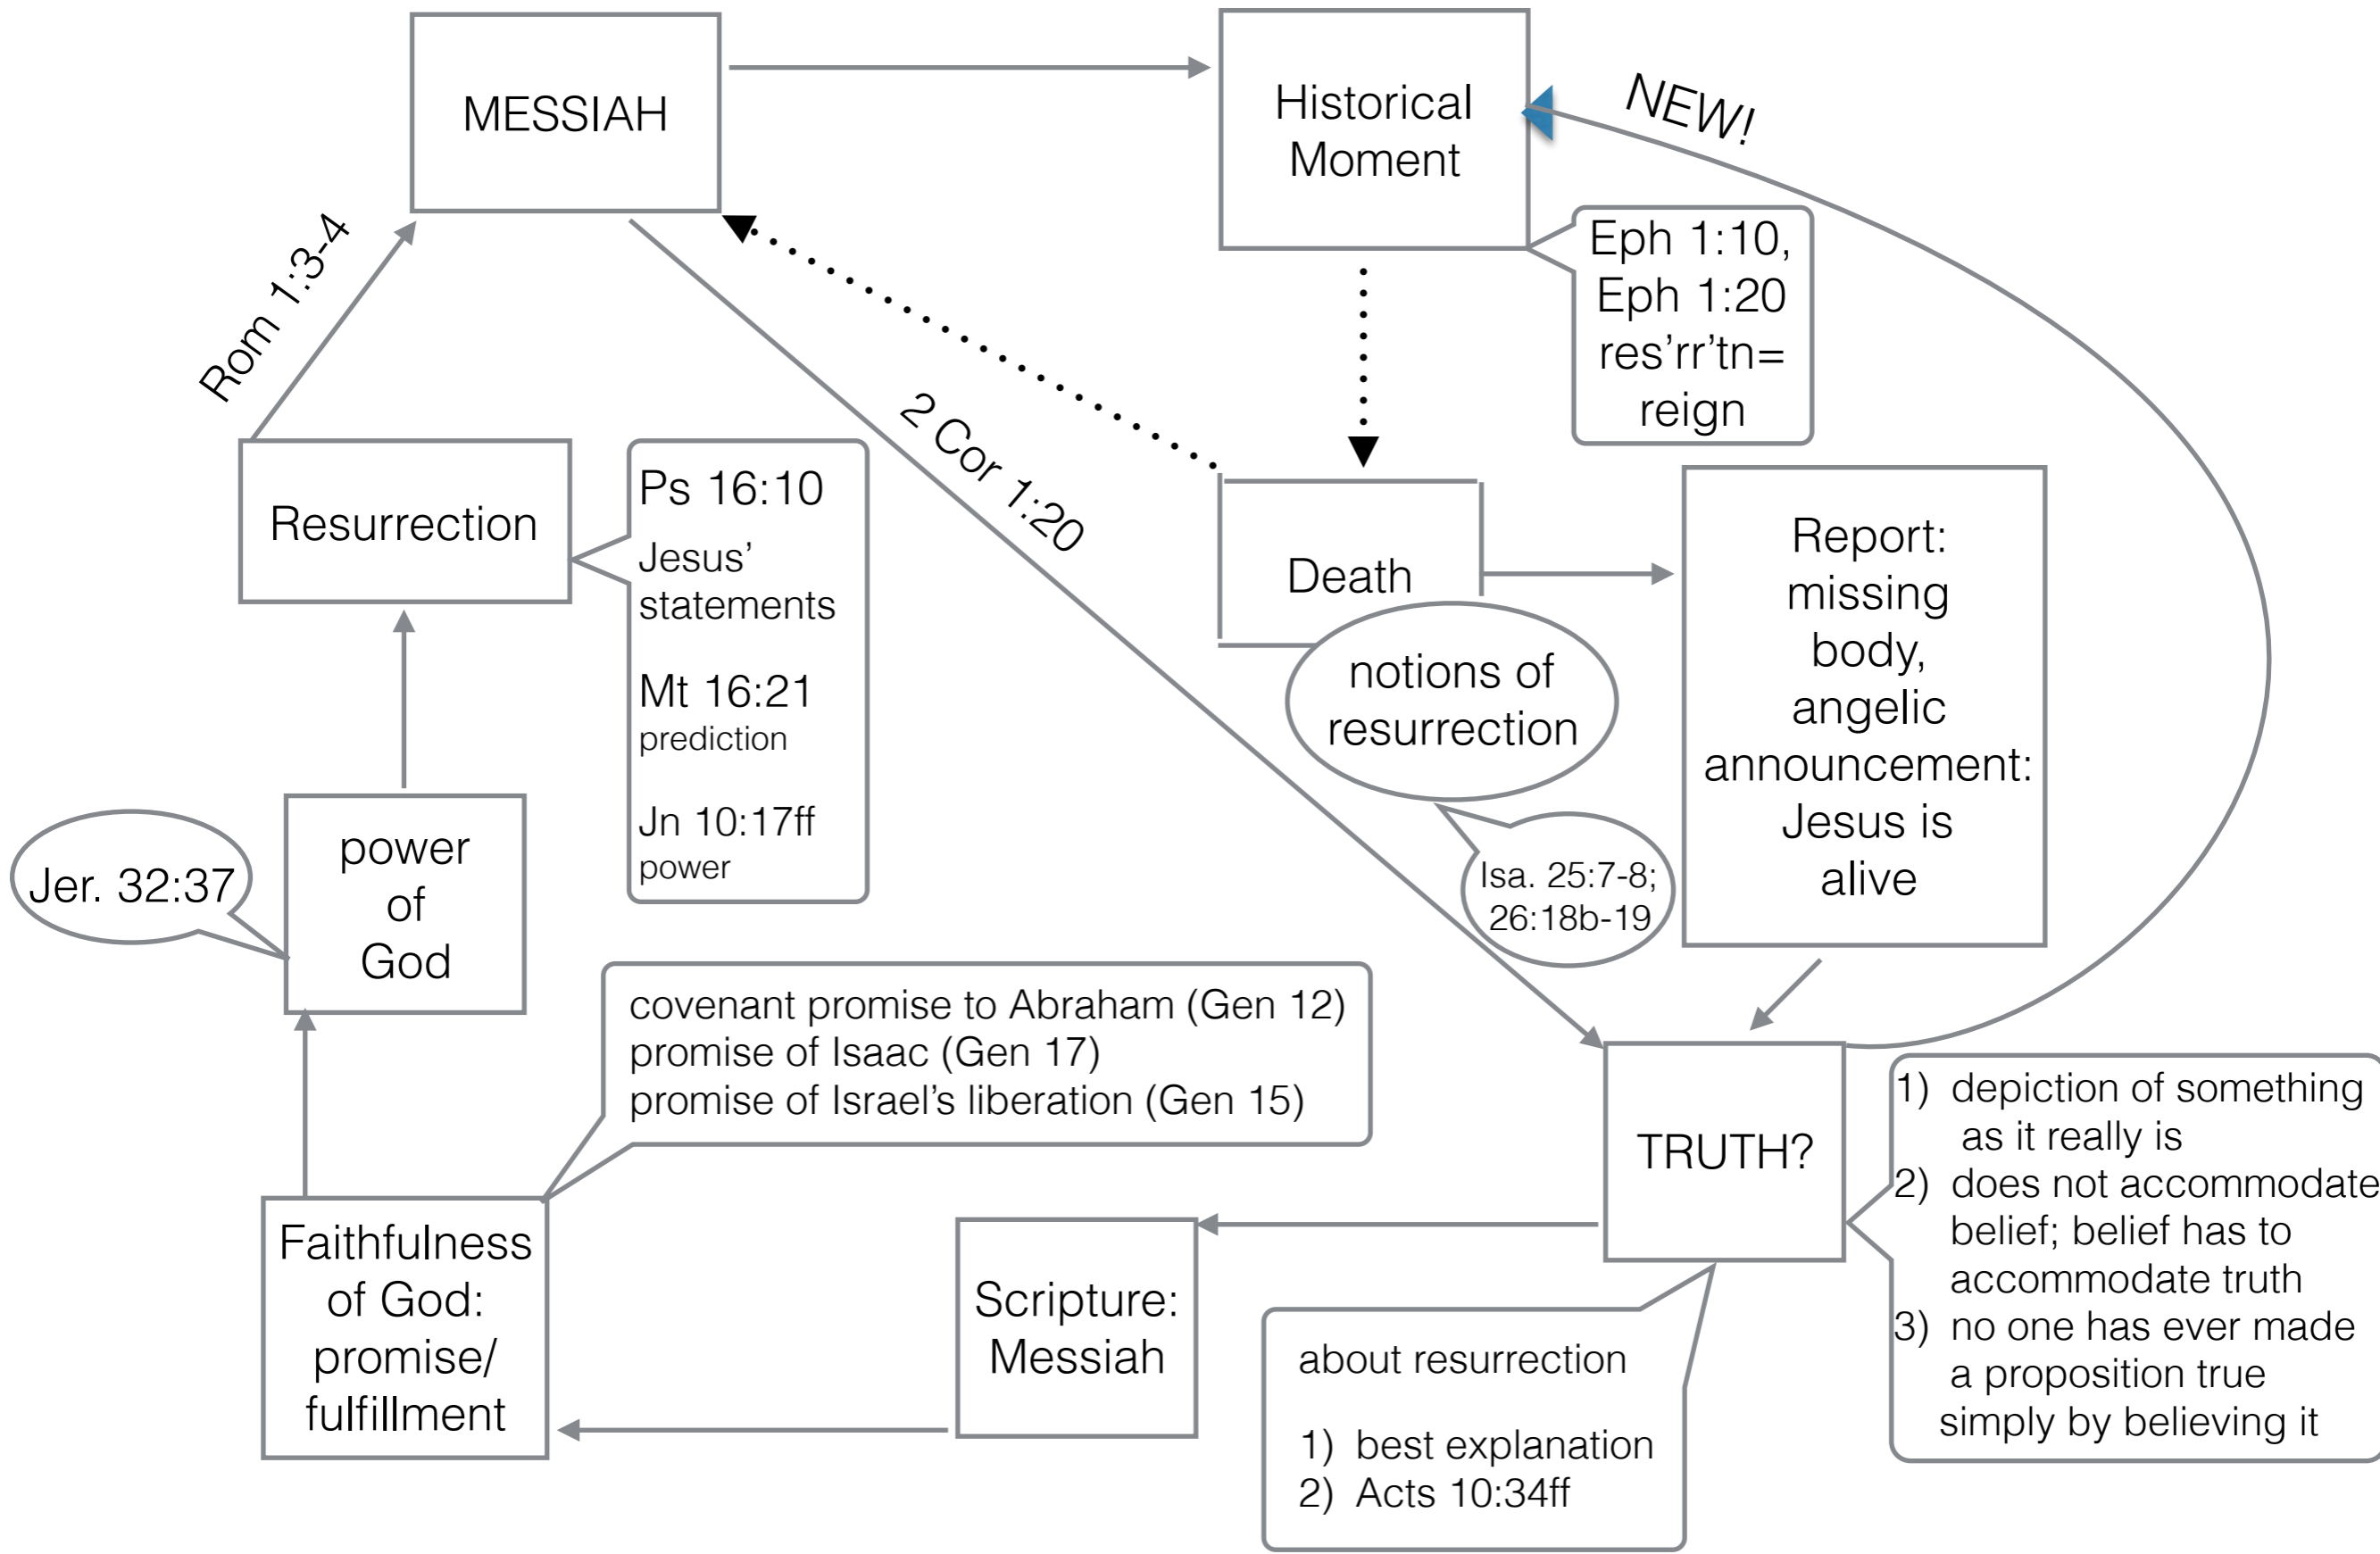 MESSIAH
Historical
Moment
NEW!
Eph 1:10,
Eph 1:20
res’rr’tn=
reign
Rom 1:3-4
2 Cor 1:20
Resurrection
Ps 16:10
Jesus’
statements
Mt 16:21
prediction
Jn 10:17ff
power
Death
notions of
resurrection
Isa. 25:7-8;
26:18b-19
Report:
missing
body,
angelic
announcement:
Jesus is
alive
Jer. 32:37
power
of
God
covenant promise to Abraham (Gen 12)
promise of Isaac (Gen 17)
promise of Israel’s liberation (Gen 15)
Faithfulness
of God:
promise/
fulfillment
Scripture:
Messiah
TRUTH?
about resurrection
1) best explanation
2) Acts 10:34ff
1) depiction of something
as it really is
2) does not accommodate
belief; belief has to
accommodate truth
3) no one has ever made
a proposition true
simply by believing it